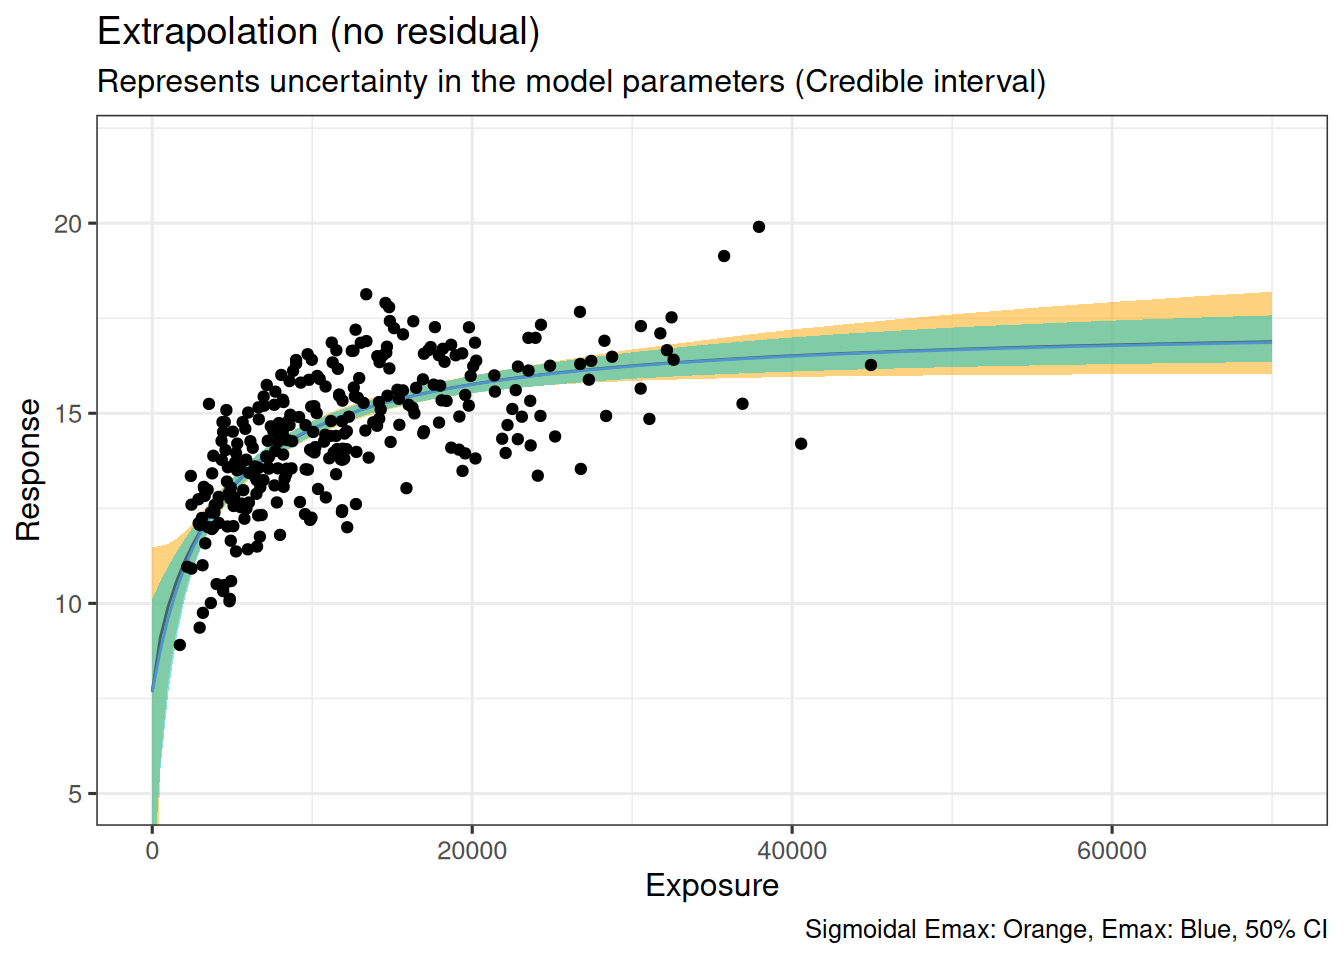 Extrapolation (no residual)
Represents uncertainty in the model parameters (Credible interval)
Response
20
15
10
5
0 20000 40000 60000
Exposure
Sigmoidal Emax: Orange, Emax: Blue, 50% CI